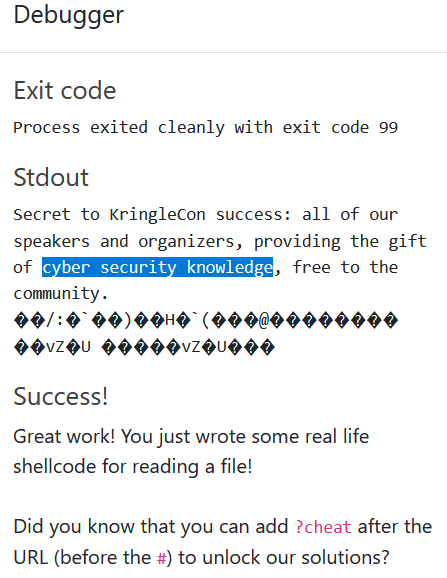 Debugger
Exit code
Process exited cleanly with exit code 99
Stdout
Secret to KringleCon success: all of our
speakers and organizers, providing the gift
of cyber security knowledge, free to the
community.
��/:�`��)��H�`(���@��������
��vZ�U �����vZ�U���
Success!
Great work! You just wrote some real life
shellcode for reading a file!
Did you know that you can add ?cheat after the
URL (before the #) to unlock our solutions?